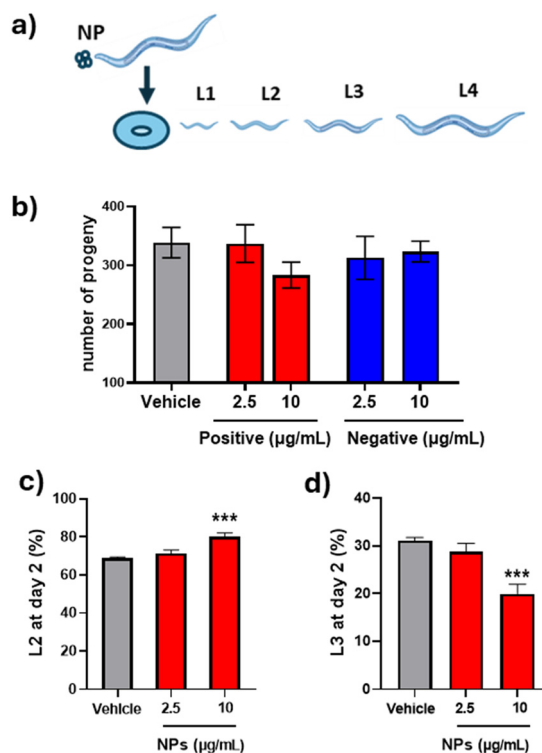 a)
NP
L1 L2 L3 L4
b)
number of progeny
400
300
200
100
Vehicle 2.5 10 2.5 10
Positive (µg/mL) Negative (µg/mL)
c)
L2 at day 2 (%)
100
80
60
40
20
0
***
Vehicle 2.5 10
NPs (µg/mL)
d)
L3 at day 2 (%)
40
30
20
10
0
***
Vehicle 2.5 10
NPs (µg/mL)